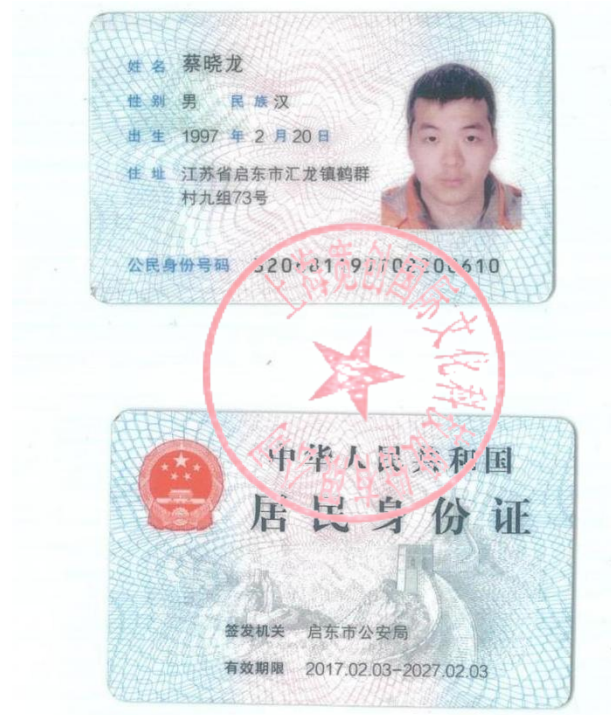 姓名 蔡晓龙
性别 男 民族 汉
出生 1997 年 2 月 20 日
住址 江苏省启东市汇龙镇鹤群
村九组73号
公民身份号码
中华人民共和国
居民身份证
签发机关 启东市公安局
有效期限 2017.02.03-2027.02.03